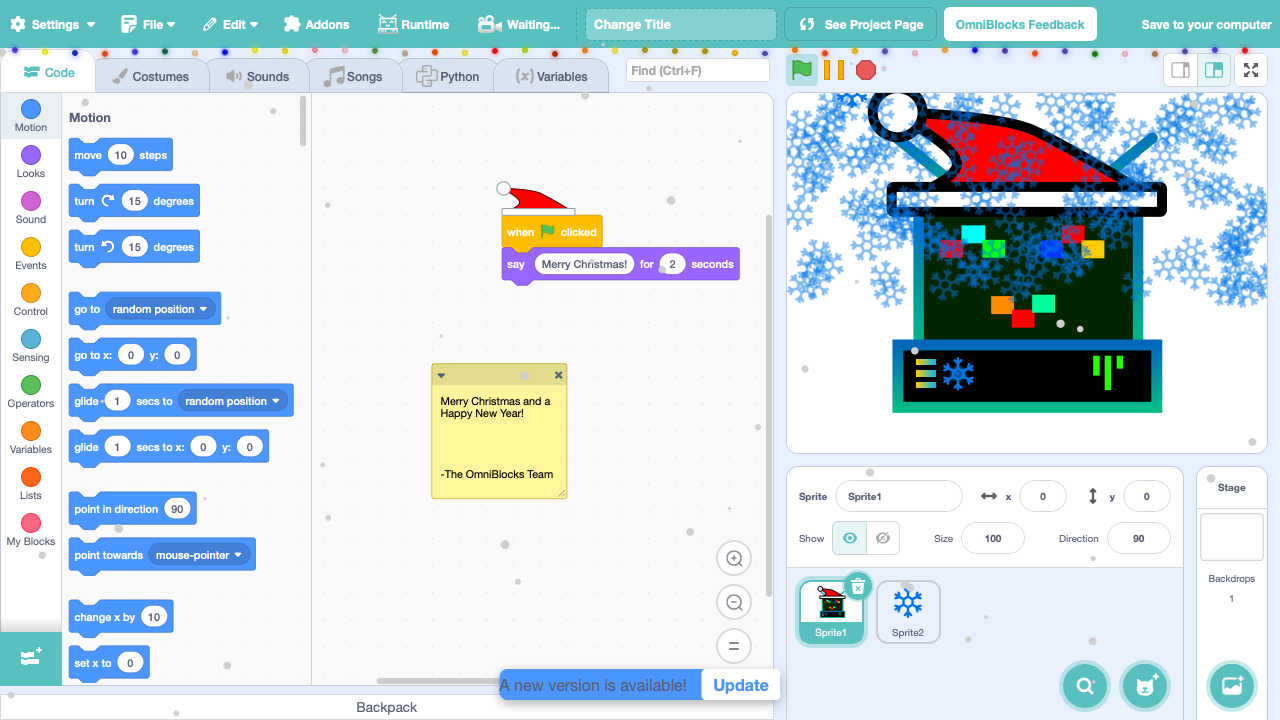 Settings File Edit Addons Runtime Waiting... Change Title See Project Page OmniBlocks Feedback Save to your computer
Code Costumes Sounds Songs Python (x) Variables Find (Ctrl+F)
Motion
Looks
Sound
Events
Control
Sensing
Operators
Variables
Lists
My Blocks
Motion
move 10 steps
turn 15 degrees
turn 15 degrees
go to random position
go to x: 0 y: 0
glide 1 secs to random position
glide 1 secs to x: 0 y: 0
point in direction 90
point towards mouse-pointer
change x by 10
set x to 0
when clicked
say Merry Christmas! for 2 seconds
Merry Christmas and a
Happy New Year!
-The OmniBlocks Team
A new version is available! Update
Backpack
Sprite Sprite1 x 0 y 0
Show Size 100 Direction 90
Sprite1 Sprite2
Stage
Backdrops
1